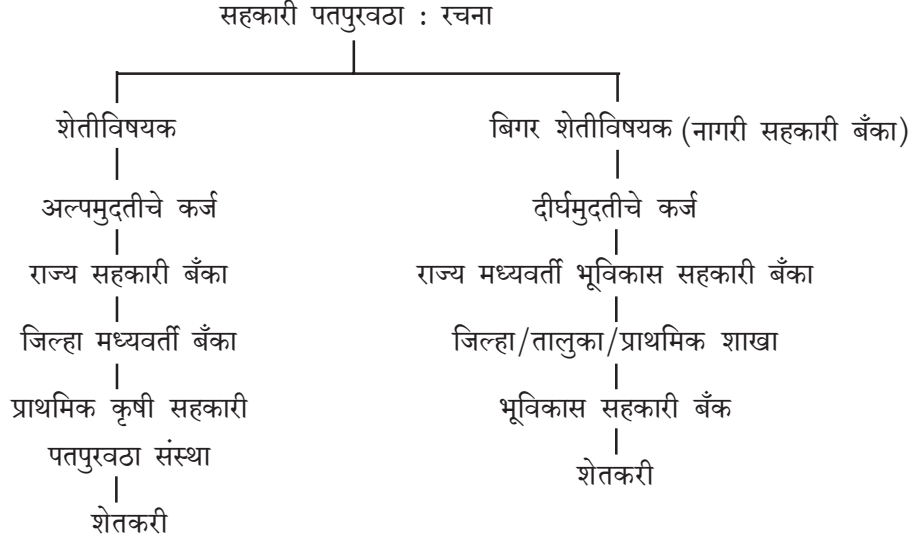 सहकारी पतपुरवठा : रचना
शेतीविषयक
बिगर शेतीविषयक (नागरी सहकारी बँका)
अल्पमुदतीचे कर्ज
दीर्घमुदतीचे कर्ज
राज्य सहकारी बँका
राज्य मध्यवर्ती भूविकास सहकारी बँका
जिल्हा मध्यवर्ती बँका
जिल्हा/तालुका/प्राथमिक शाखा
प्राथमिक कृषी सहकारी
भूविकास सहकारी बँक
पतपुरवठा संस्था
शेतकरी
शेतकरी